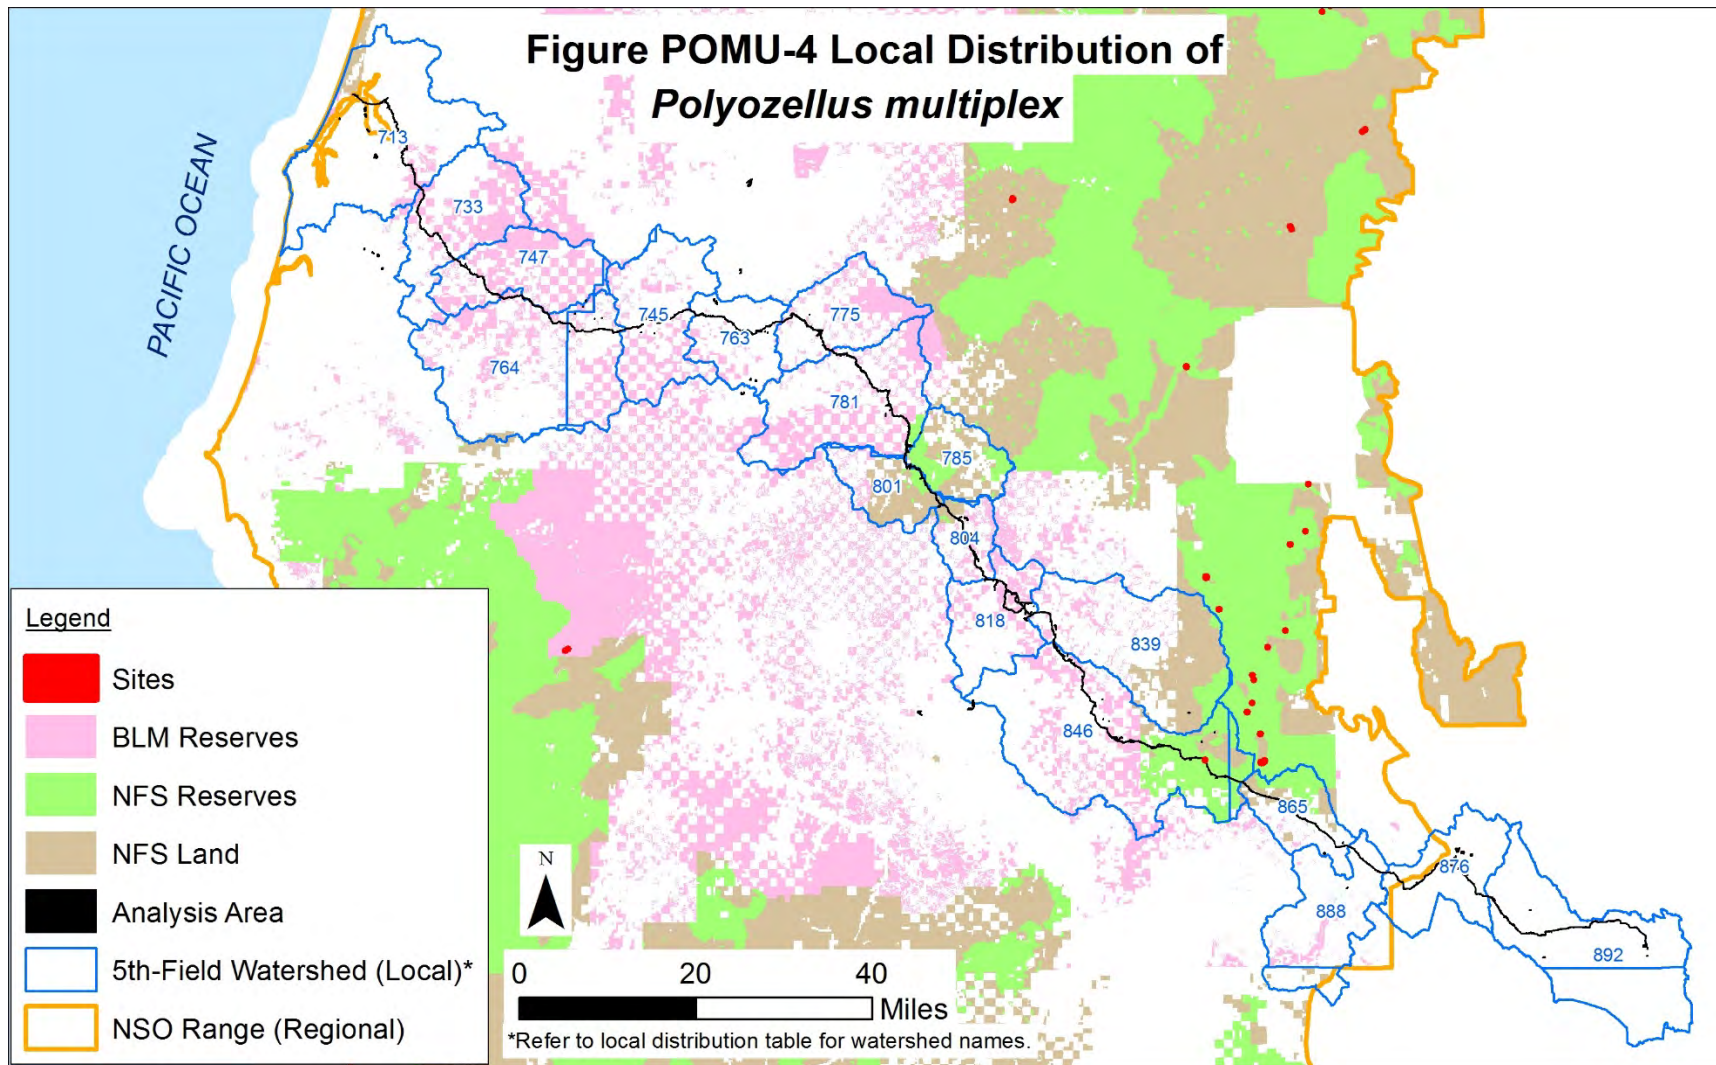 Figure POMU-4 Local Distribution of
Polyozellus multiplex
PACIFIC OCEAN
713
733
747
745
775
763
764
781
785
801
804
818
839
846
865
876
888
892
Legend
Sites
BLM Reserves
NFS Reserves
NFS Land
Analysis Area
5th-Field Watershed (Local)*
NSO Range (Regional)
N
0 20 40
Miles
*Refer to local distribution table for watershed names.